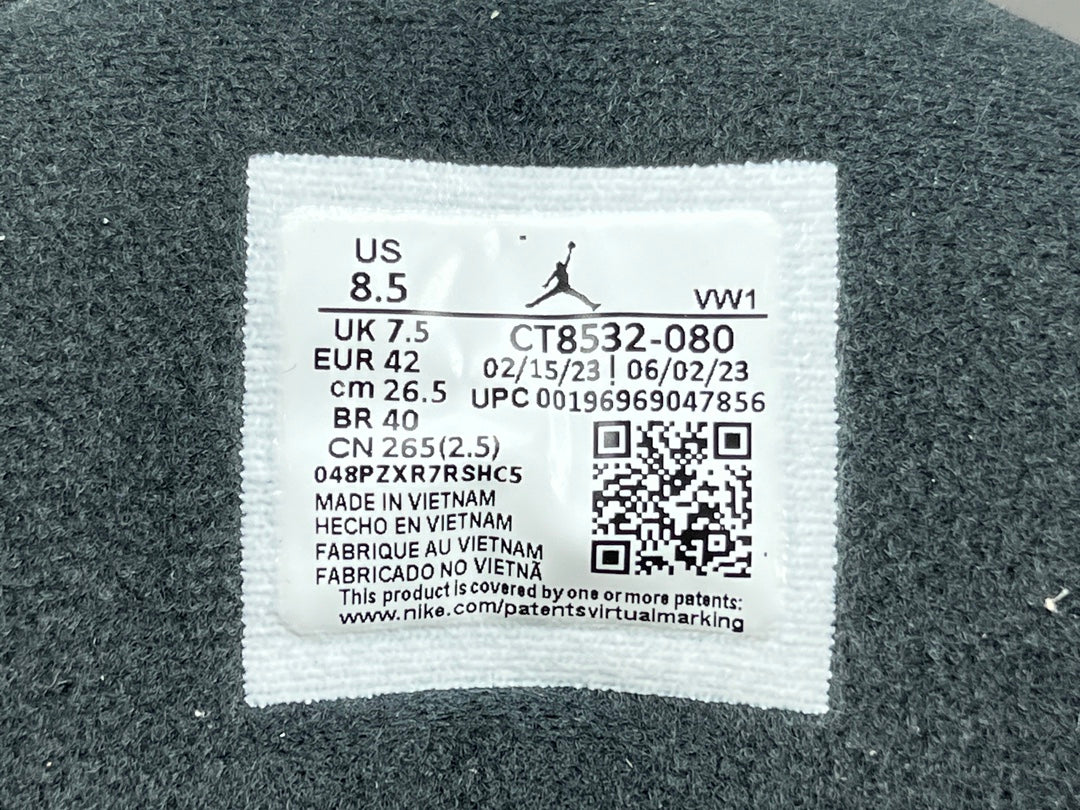 US
8.5
VW1
UK 7.5
EUR 42
cm 26.5
BR 40
CN 265(2.5)
CT8532-080
02/15/23 | 06/02/23
UPC 00196969047856
048PZXR7RSHC5
MADE IN VIETNAM
HECHO EN VIETNAM
FABRIQUE AU VIETNAM
FABRICADO NO VIETNÃ
This product is covered by one or more patents:
www.nike.com/patentsvirtualmarking